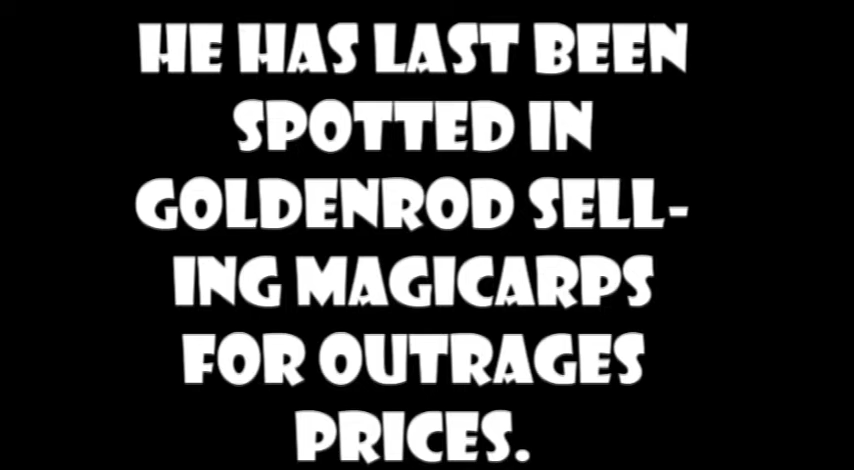 HE HAS LAST BEEN
SPOTTED IN
GOLDENROD SELL-
ING MAGICARPS
FOR OUTRAGES
PRICES.